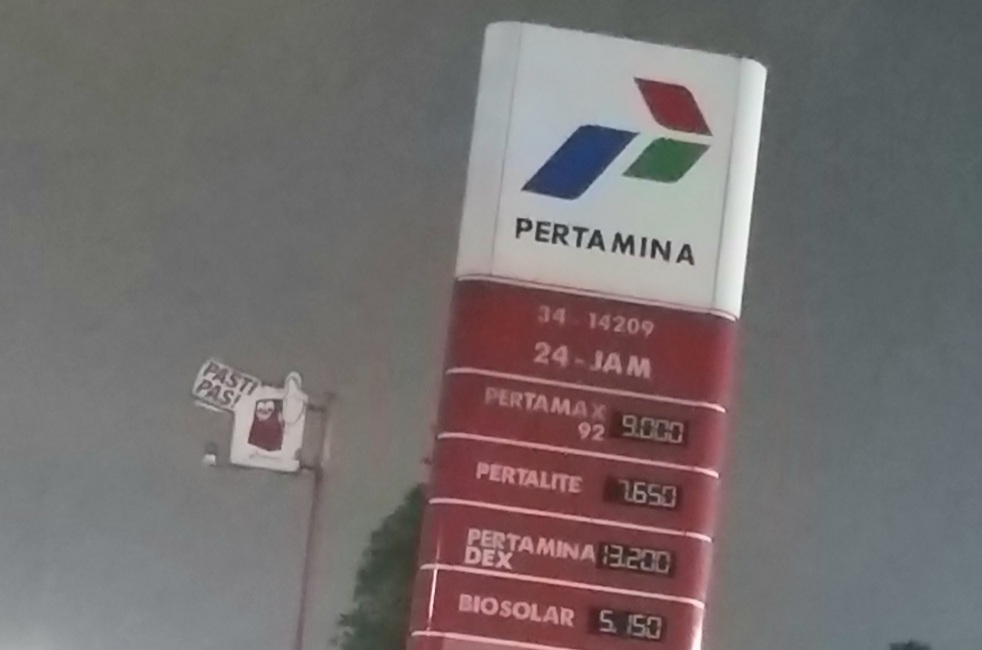 PERTAMINA
34-14209
24-JAM
PERTAMAX
92 9.000
PERTALITE 7.650
PERTAMINA
DEX 13.200
BIOSOLAR 5.150
PASTI
PAS!